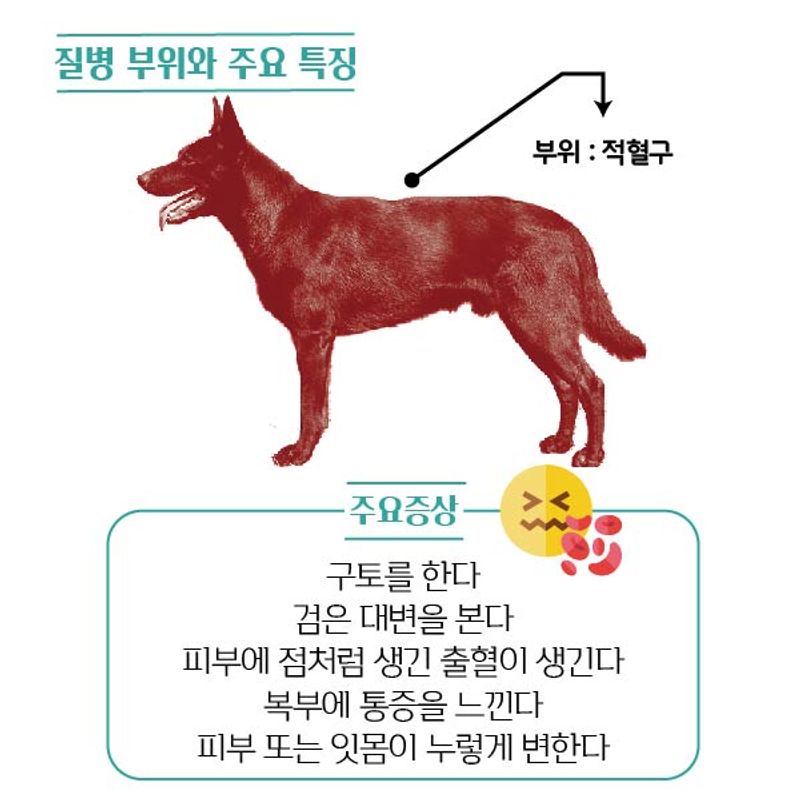 질병 부위와 주요 특징
부위 : 적혈구
주요증상
구토를 한다
검은 대변을 본다
피부에 점처럼 생긴 출혈이 생긴다
복부에 통증을 느낀다
피부 또는 잇몸이 누렇게 변한다